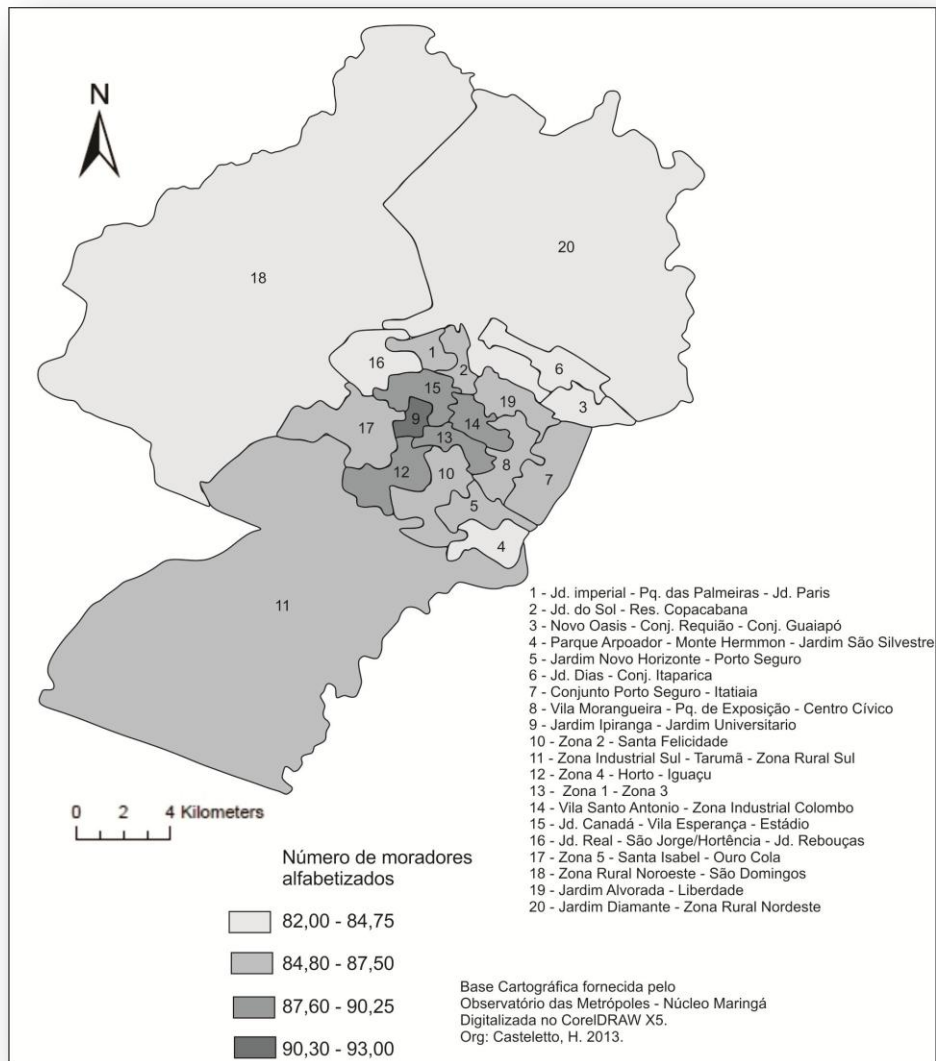 N
18
20
16
1
2
6
3
15
19
9
14
17
13
12
10
8
7
5
4
11
1 - Jd. imperial - Pq. das Palmeiras - Jd. Paris
2 - Jd. do Sol - Res. Copacabana
3 - Novo Oasis - Conj. Requião - Conj. Guaiapó
4 - Parque Arpoador - Monte Hermmon - Jardim São Silvestre
5 - Jardim Novo Horizonte - Porto Seguro
6 - Jd. Dias - Conj. Itaparica
7 - Conjunto Porto Seguro - Itatiaia
8 - Vila Morangueira - Pq. de Exposição - Centro Cívico
9 - Jardim Ipiranga - Jardim Universitario
10 - Zona 2 - Santa Felicidade
11 - Zona Industrial Sul - Tarumã - Zona Rural Sul
12 - Zona 4 - Horto - Iguaçu
13 - Zona 1 - Zona 3
14 - Vila Santo Antonio - Zona Industrial Colombo
15 - Jd. Canadá - Vila Esperança - Estádio
16 - Jd. Real - São Jorge/Hortência - Jd. Rebouças
17 - Zona 5 - Santa Isabel - Ouro Cola
18 - Zona Rural Noroeste - São Domingos
19 - Jardim Alvorada - Liberdade
20 - Jardim Diamante - Zona Rural Nordeste
0 2 4 Kilometers
Número de moradores
alfabetizados
82,00 - 84,75
84,80 - 87,50
87,60 - 90,25
90,30 - 93,00
Base Cartográfica fornecida pelo
Observatório das Metrópoles - Núcleo Maringá
Digitalizada no CorelDRAW X5.
Org: Casteletto, H. 2013.